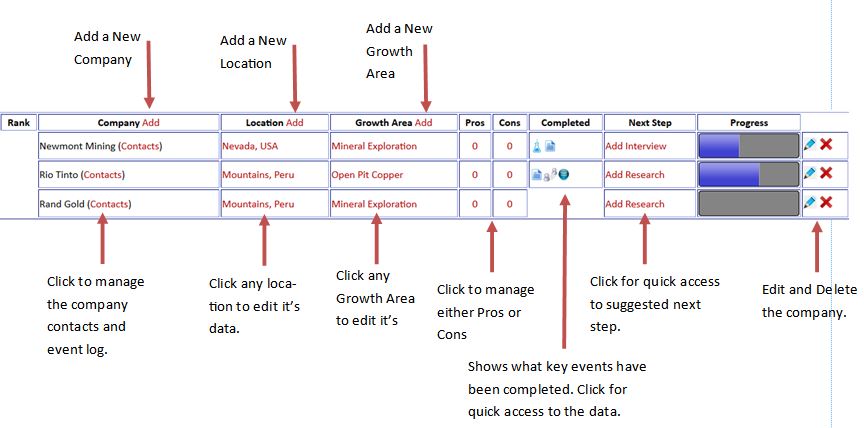 Add a New
Company
Add a New
Location
Add a New
Growth
Area
Rank Company Add Location Add Growth Area Add Pros Cons Completed Next Step Progress
Newmont Mining (Contacts) Nevada, USA Mineral Exploration 0 0 Add Interview
Rio Tinto (Contacts) Mountains, Peru Open Pit Copper 0 0 Add Research
Rand Gold (Contacts) Mountains, Peru Mineral Exploration 0 0 Add Research
Click to manage
the company
contacts and
event log.
Click any loca-
tion to edit it's
data.
Click any
Growth Area
to edit it's
Click to manage
either Pros or
Cons
Shows what key events have
been completed. Click for
quick access to the data.
Click for quick access
to suggested next
step.
Edit and Delete
the company.